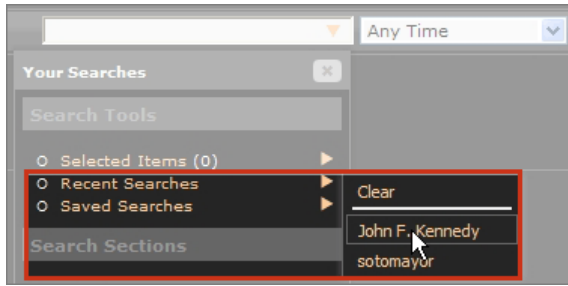 Any Time
Your Searches
Search Tools
Selected Items (0)
Recent Searches
Saved Searches
Search Sections
Clear
John F. Kennedy
sotomayor